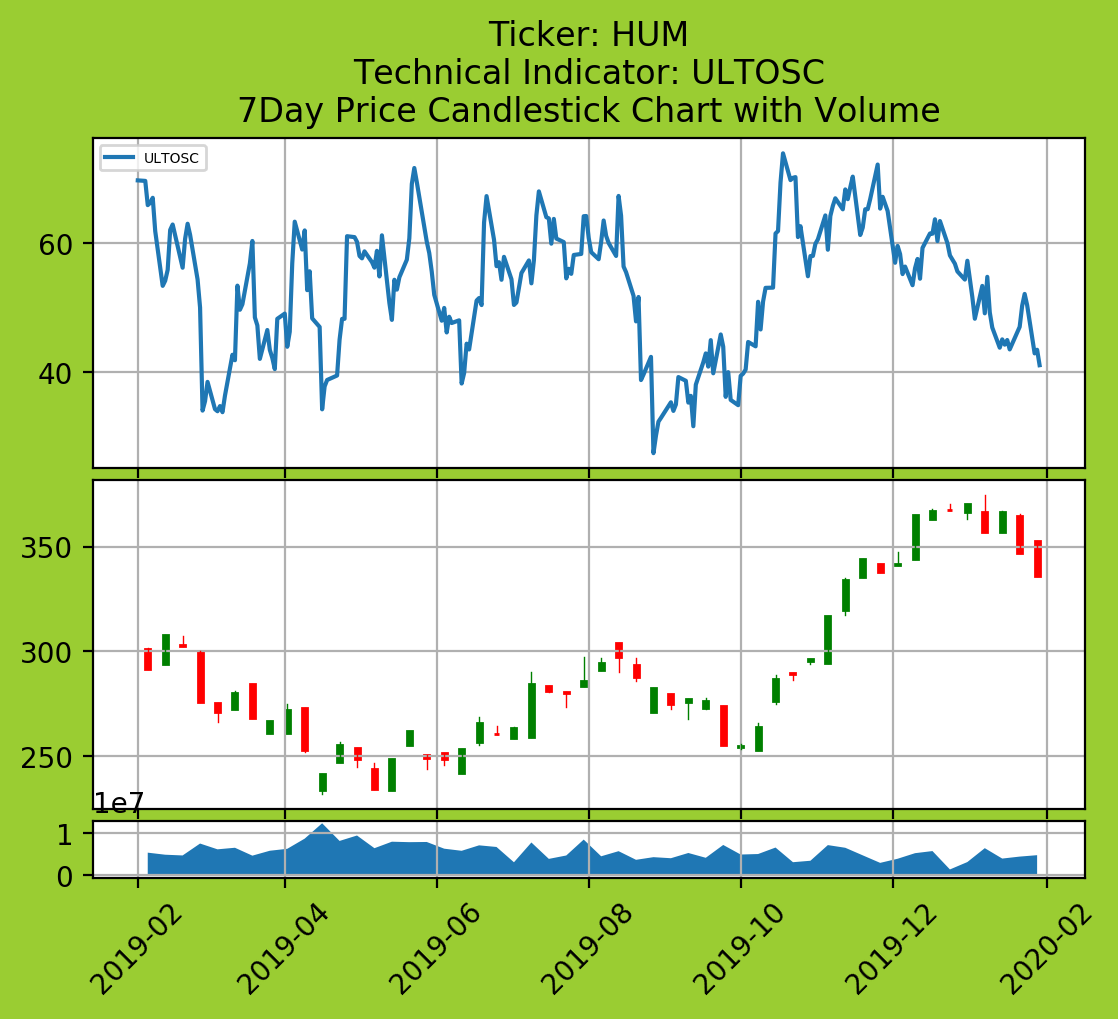 Ticker: HUM
Technical Indicator: ULTOSC
7Day Price Candlestick Chart with Volume
ULTOSC
60
40
350
300
250
1e7
1
0
2019-02
2019-04
2019-06
2019-08
2019-10
2019-12
2020-02